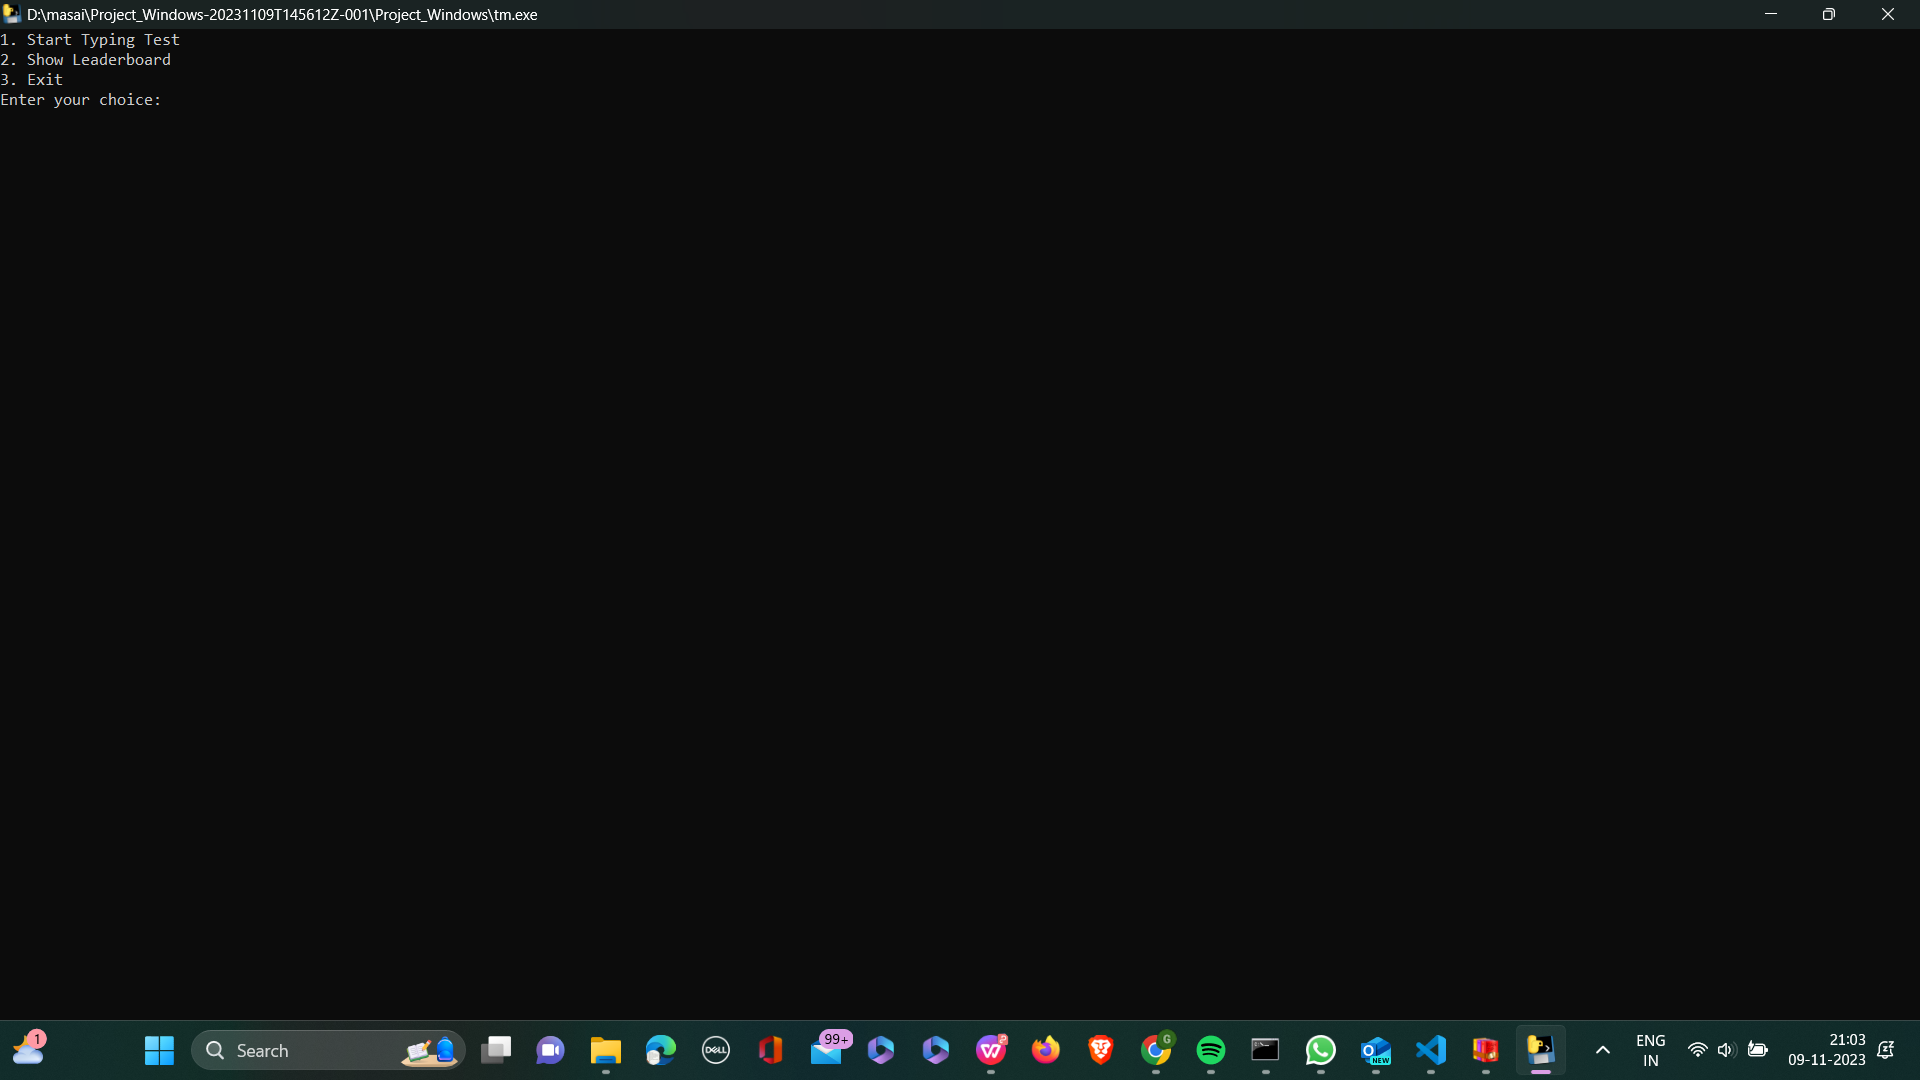 D:\masai\Project_Windows-20231109T145612Z-001\Project_Windows\tm.exe
1. Start Typing Test
2. Show Leaderboard
3. Exit
Enter your choice:
1
Search
DELL
99+
G
NEW
ENG
IN
21:03
09-11-2023